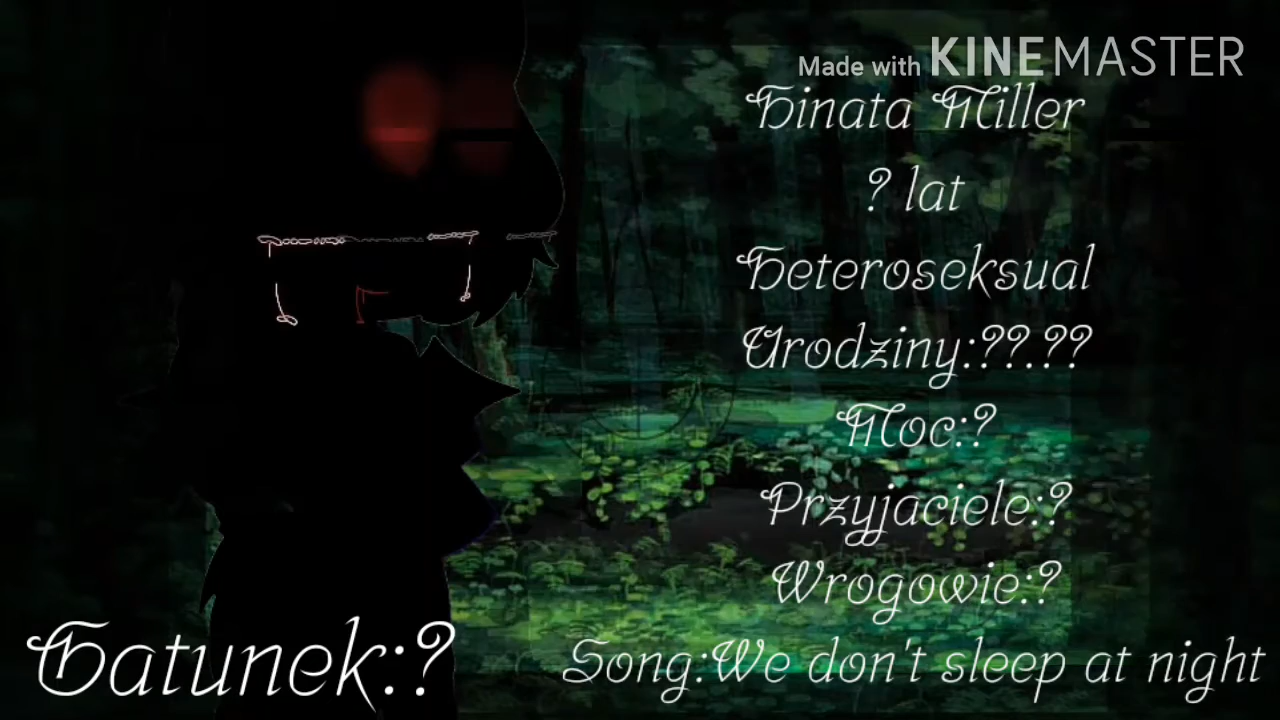 Made with KINEMASTER
Hinata Miller
? lat
Heteroseksual
Urodziny:??.??
Moc:?
Przyjaciele:?
Wrogowie:?
Gatunek:?
Song:We don't sleep at night